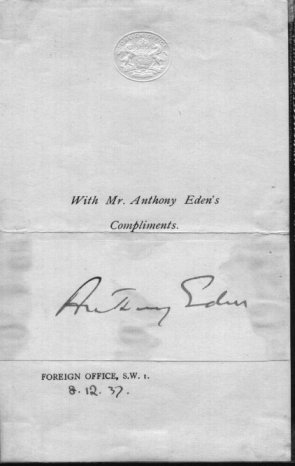 With Mr. Anthony Eden's
Compliments.
Anthony Eden
FOREIGN OFFICE, S.W. 1.
8. 12. 37.